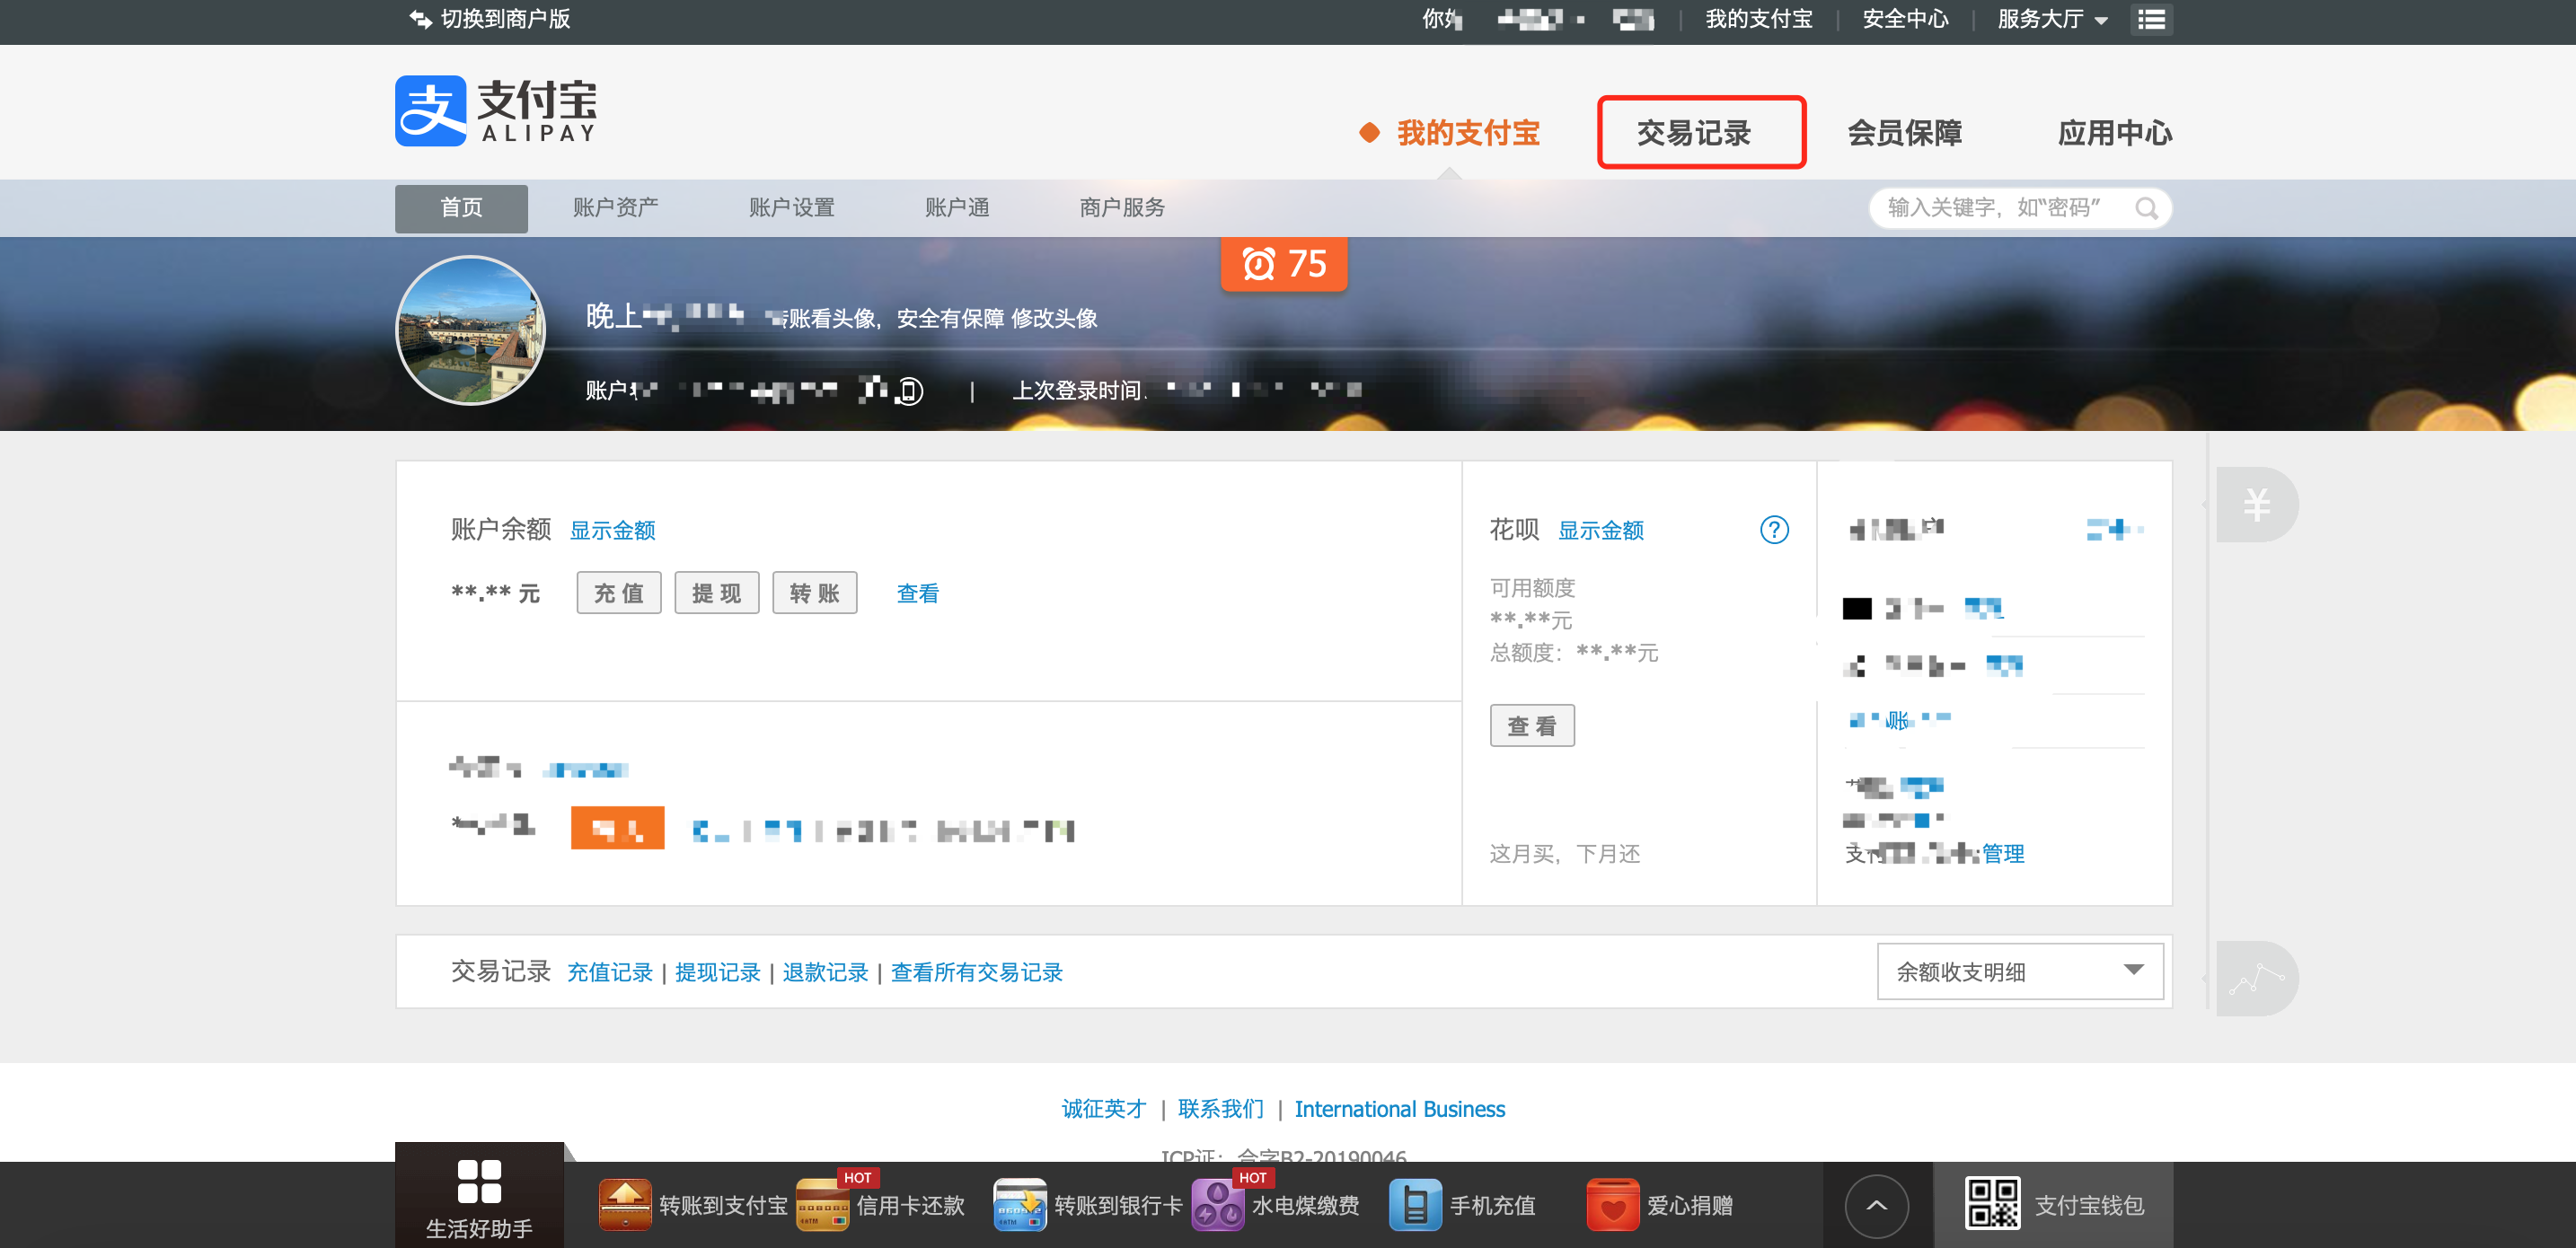 切换到商户版
你好
我的支付宝 | 安全中心 | 服务大厅
支付宝
ALIPAY
我的支付宝 交易记录 会员保障 应用中心
首页 账户资产 账户设置 账户通 商户服务
输入关键字，如“密码”
75
晚上
账看头像，安全有保障 修改头像
账户
| 上次登录时间
账户余额 显示金额
**.** 元 充值 提现 转账 查看
花呗 显示金额 ?
可用额度
**.**元
总额度：**.**元
查看
这月买，下月还
账
支付
管理
¥
交易记录 充值记录 | 提现记录 | 退款记录 | 查看所有交易记录
余额收支明细
诚征英才 | 联系我们 | International Business
ICP证：合字B2-20190046
生活好助手
转账到支付宝
HOT
信用卡还款
转账到银行卡
HOT
水电煤缴费
手机充值
爱心捐赠
支付宝钱包